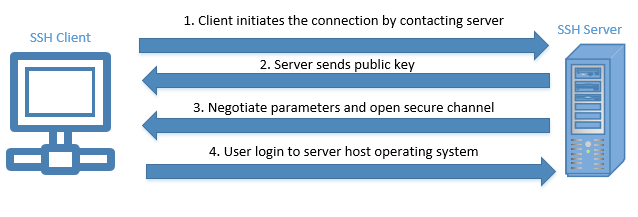 1. Client initiates the connection by contacting server
SSH Client
SSH Server
2. Server sends public key
3. Negotiate parameters and open secure channel
4. User login to server host operating system